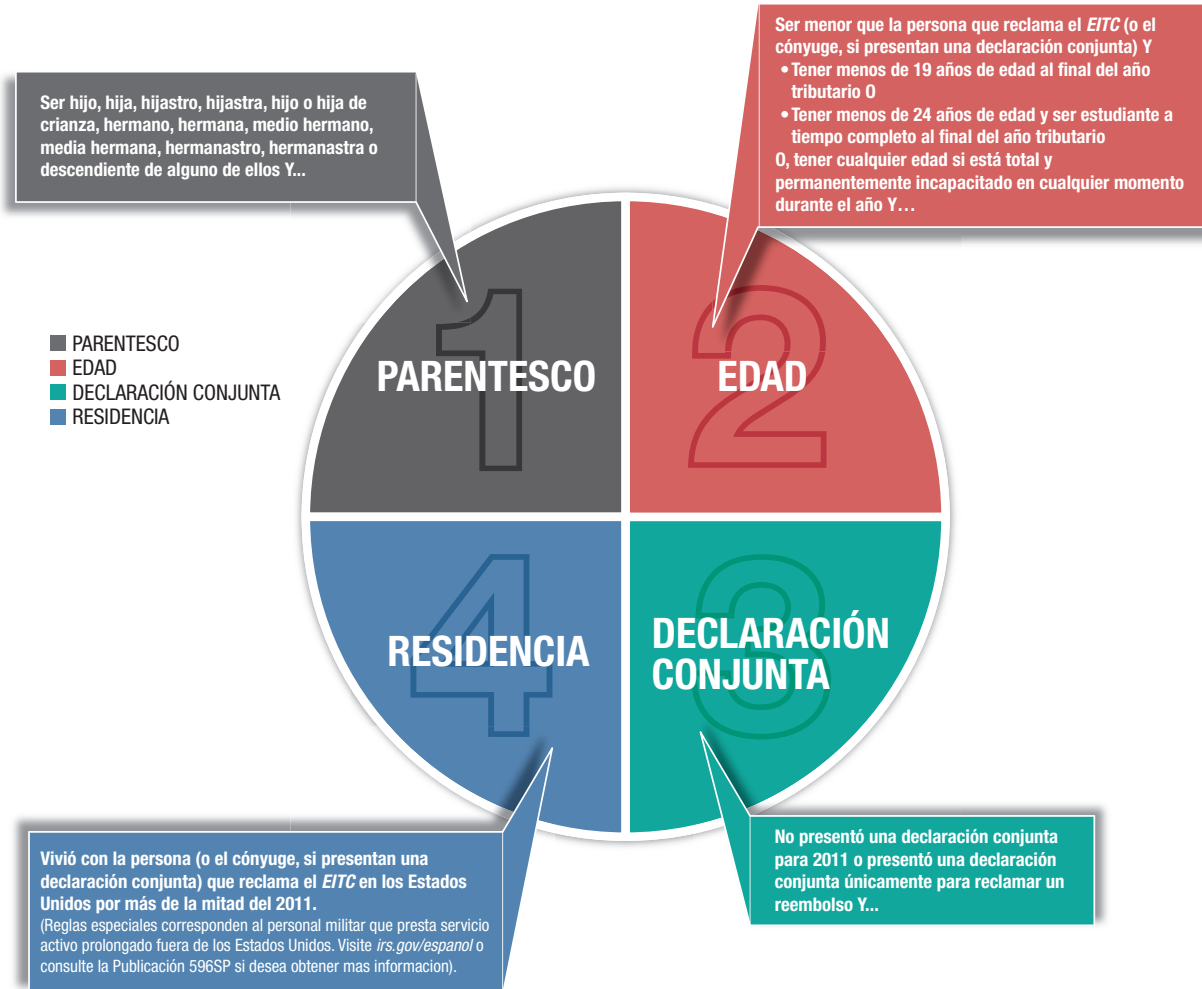 Ser hijo, hija, hijastro, hijastra, hijo o hija de
crianza, hermano, hermana, medio hermano,
media hermana, hermanastro, hermanastra o
descendiente de alguno de ellos Y...
Ser menor que la persona que reclama el EITC (o el
cónyuge, si presentan una declaración conjunta) Y
• Tener menos de 19 años de edad al final del año
tributario O
• Tener menos de 24 años de edad y ser estudiante a
tiempo completo al final del año tributario
O, tener cualquier edad si está total y
permanentemente incapacitado en cualquier momento
durante el año Y…
PARENTESCO
EDAD
DECLARACIÓN CONJUNTA
RESIDENCIA
1
PARENTESCO
2
EDAD
3
DECLARACIÓN
CONJUNTA
4
RESIDENCIA
Vivió con la persona (o el cónyuge, si presentan una
declaración conjunta) que reclama el EITC en los Estados
Unidos por más de la mitad del 2011.
(Reglas especiales corresponden al personal militar que presta servicio
activo prolongado fuera de los Estados Unidos. Visite irs.gov/espanol o
consulte la Publicación 596SP si desea obtener mas informacion).
No presentó una declaración conjunta
para 2011 o presentó una declaración
conjunta únicamente para reclamar un
reembolso Y...